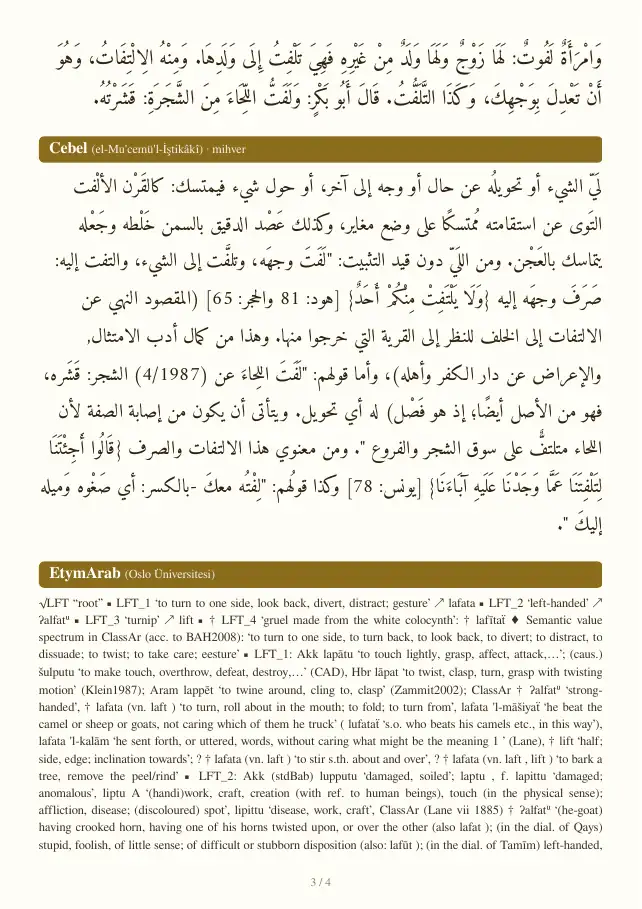 وَامْرَأَةٌ لَفُوتٌ: لَهَا زَوْجٌ وَلَهَا وَلَدٌ مِنْ غَيْرِهِ فَهِيَ تَلْفِتُ إِلَى وَلَدِهَا. وَمِنْهُ الِالْتِفَاتُ، وَهُوَ
أَنْ تَعْدِلَ بِوَجْهِكَ، وَكَذَا التَّلَفُّتُ. قَالَ أَبُو بَكْرٍ: وَلَفَتُّ اللِّحَاءَ مِنَ الشَّجَرَةِ: قَشَرْتُهُ.
Cebel (el-Mu'cemü'l-İştikâkî) · mihver
لَيّ الشيء أو تحويلُه عن حال أو وجه إلى آخر، أو حول شيء فيمتسك: كالقَرْن الألْفت
التَوى عن استقامته مُمتسكًا على وضع مغاير، وكذلك عَصْد الدقيق بالسمن خَلْطه وجَعْله
يتماسك بالعَجْن. ومن اللَيّ دون قيد التثبيت: "لَفَتَ وجهَه، وتلفَّت إلى الشيء، والتفت إليه:
صَرَفَ وجهَه إليه {وَلَا يَلْتَفِتْ مِنْكُمْ أَحَدٌ} [هود: 81 والحجر: 65] (المقصود النهي عن
الالتفات إلى الخلف للنظر إلى القرية التي خرجوا منها. وهذا من كمال أدب الامتثال,
والإعراض عن دار الكفر وأهله)، وأما قولهم: "لَفَتَ اللحاءَ عن (4/1987) الشجر: قَشَره،
فهو من الأصل أيضًا؛ إذ هو فَصْل) له أي تحويل. ويتأتى أن يكون من إصابة الصفة لأن
اللحاء متلتفٌّ على سوق الشجر والفروع ". ومن معنوي هذا الالتفات والصرف {قَالُوا أَجِئْتَنَا
لِتَلْفِتَنَا عَمَّا وَجَدْنَا عَلَيهِ آبَاءَنَا} [يونس: 78] وكذا قولُهم: "لِفْتُه معكَ -بالكسر: أي صَغْوه وَميله
إليكَ ".
EtymArab (Oslo Üniversitesi)
√LFT “root” ▪ LFT_1 ‘to turn to one side, look back, divert, distract; gesture’ ↗ lafata ▪ LFT_2 ‘left-handed’ ↗
ʔalfatᵘ ▪ LFT_3 ‘turnip’ ↗ lift ▪ † LFT_4 ‘gruel made from the white colocynth’: † lafītaẗ ♦ Semantic value
spectrum in ClassAr (acc. to BAH2008): ‘to turn to one side, to turn back, to look back, to divert; to distract, to
dissuade; to twist; to take care; eesture’ ▪ LFT_1: Akk lapātu ‘to touch lightly, grasp, affect, attack,…’; (caus.)
šulputu ‘to make touch, overthrow, defeat, destroy,…’ (CAD), Hbr lāpat ‘to twist, clasp, turn, grasp with twisting
motion’ (Klein1987); Aram lappēt ‘to twine around, cling to, clasp’ (Zammit2002); ClassAr † ʔalfatᵘ ‘strong-
handed’, † lafata (vn. laft ) ‘to turn, roll about in the mouth; to fold; to turn from’, lafata ’l-māšiyaẗ ‘he beat the
camel or sheep or goats, not caring which of them he truck’ ( lufataẗ ‘s.o. who beats his camels etc., in this way’),
lafata ’l-kalām ‘he sent forth, or uttered, words, without caring what might be the meaning 1 ’ (Lane), † lift ‘half;
side, edge; inclination towards’; ? † lafata (vn. laft ) ‘to stir s.th. about and over’, ? † lafata (vn. laft , lift ) ‘to bark a
tree, remove the peel/rind’ ▪ LFT_2: Akk (stdBab) lupputu ‘damaged, soiled’; laptu , f. lapittu ‘damaged;
anomalous’, liptu A ‘(handi)work, craft, creation (with ref. to human beings), touch (in the physical sense);
affliction, disease; (discoloured) spot’, lipittu ‘disease, work, craft’, ClassAr (Lane vii 1885) † ʔalfatᵘ ‘(he-goat)
having crooked horn, having one of his horns twisted upon, or over the other (also lafat ); (in the dial. of Qays)
stupid, foolish, of little sense; of difficult or stubborn disposition (also: lafūt ); (in the dial. of Tamīm) left-handed,
3 / 4